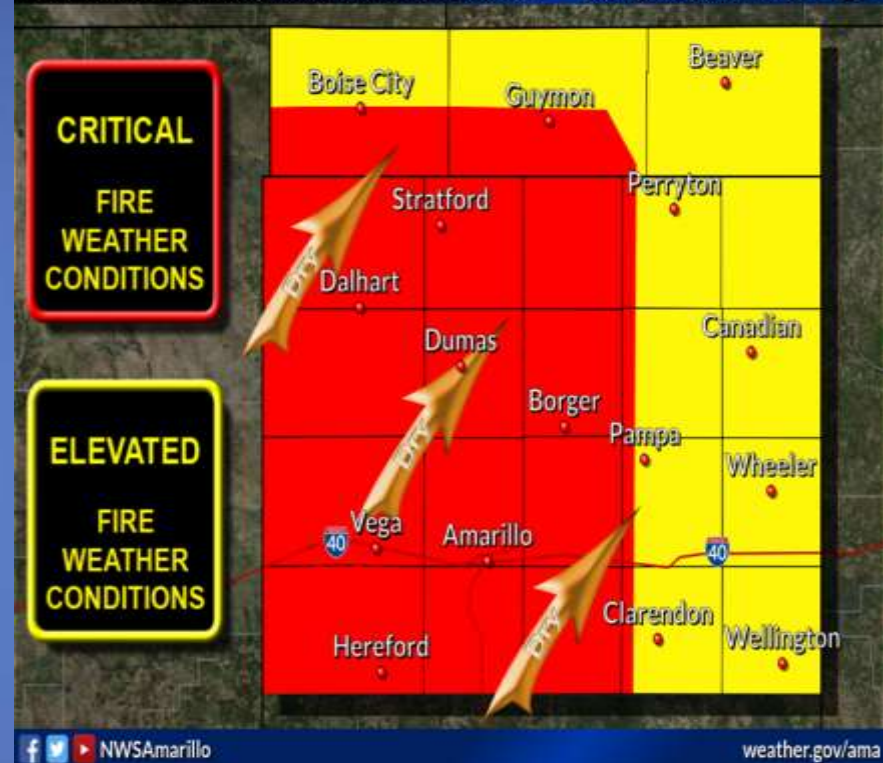 CRITICAL
FIRE
WEATHER
CONDITIONS
ELEVATED
FIRE
WEATHER
CONDITIONS
Boise City
Guymon
Beaver
Stratford
Perryton
Dry
Dalhart
Dumas
Canadian
Borger
Dry
Pampa
Wheeler
40
Vega
Amarillo
40
Dry
Clarendon
Hereford
Wellington
NWSAmarillo
weather.gov/ama